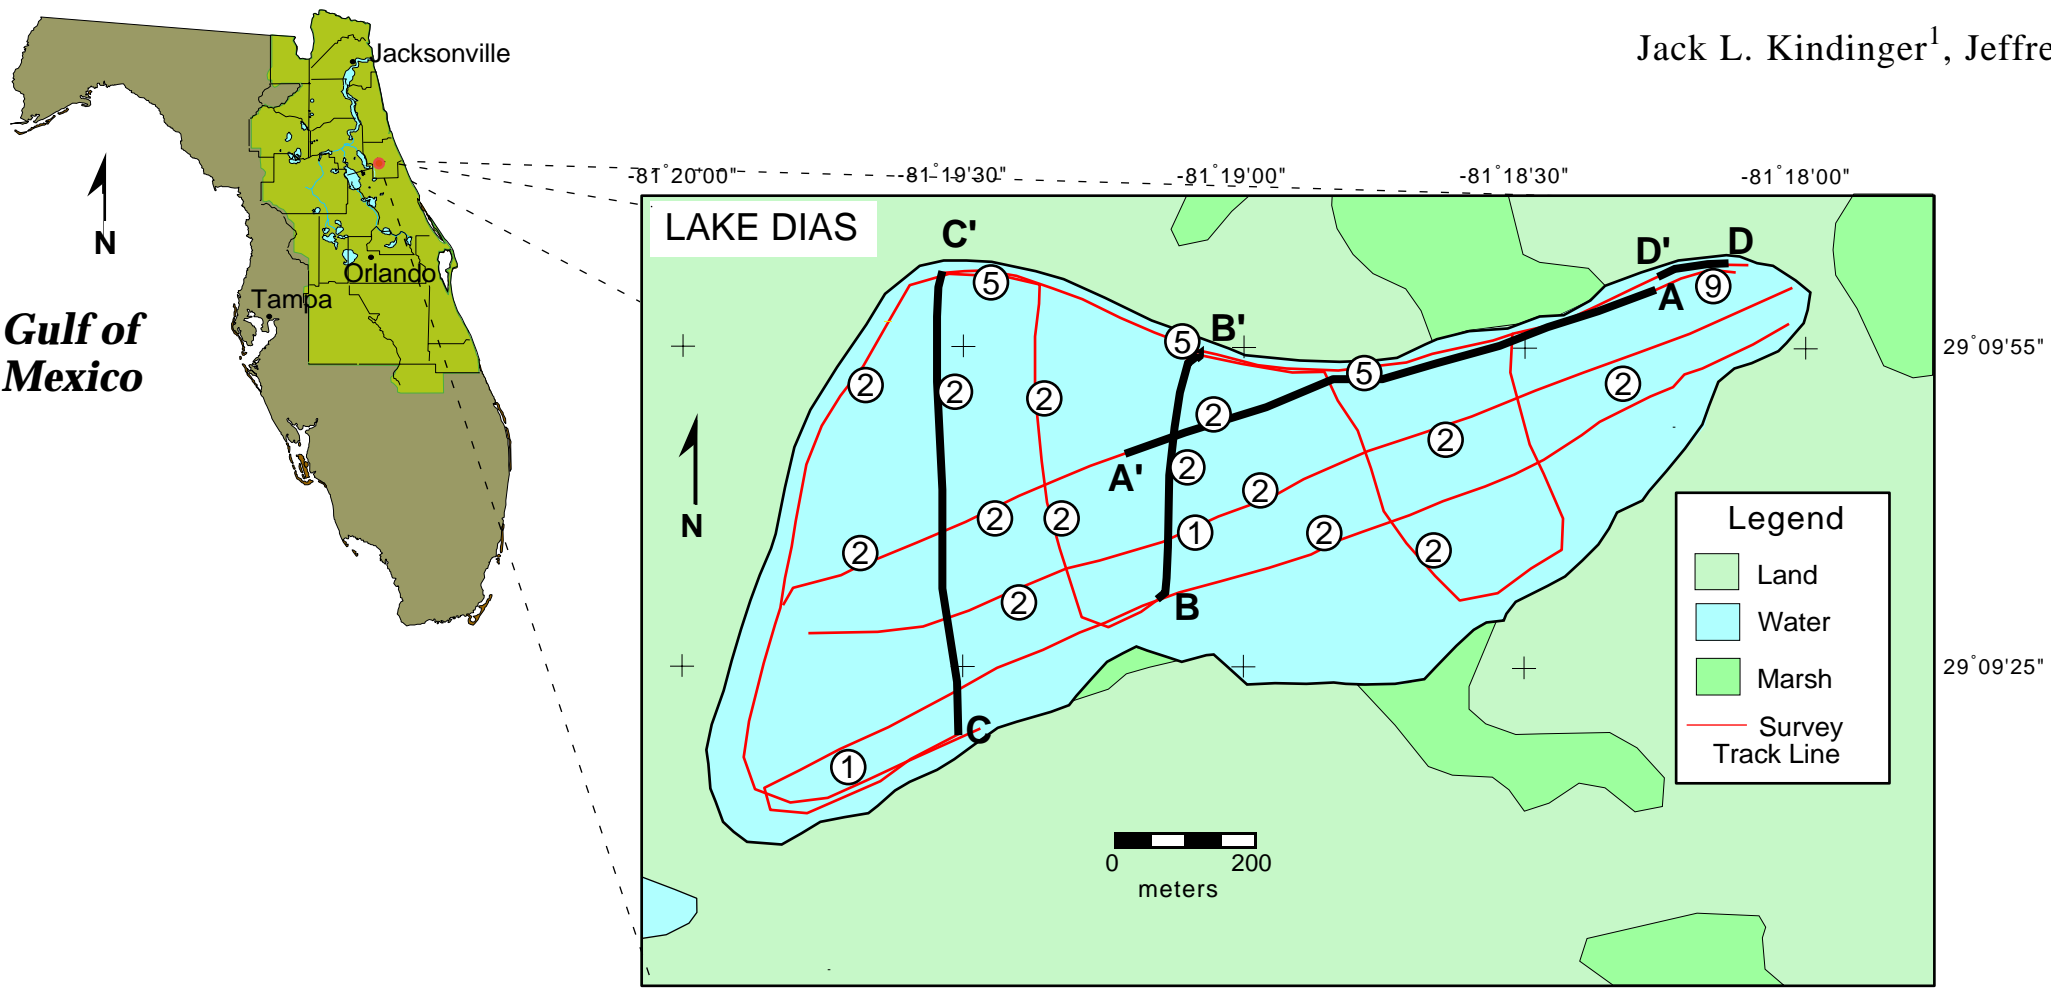 Jack L. Kindinger1, Jeffre
Jacksonville
N
Orlando
Tampa
Gulf of
Mexico
-81°20'00"
-81°19'30"
-81°19'00"
-81°18'30"
-81°18'00"
LAKE DIAS
C'
D'
D
5
9
A
B'
5
29°09'55"
5
2
2
2
2
2
2
A'
2
2
N
2
2
2
1
2
2
2
2
B
C
1
29°09'25"
Legend
Land
Water
Marsh
Survey
Track Line
0 200
meters